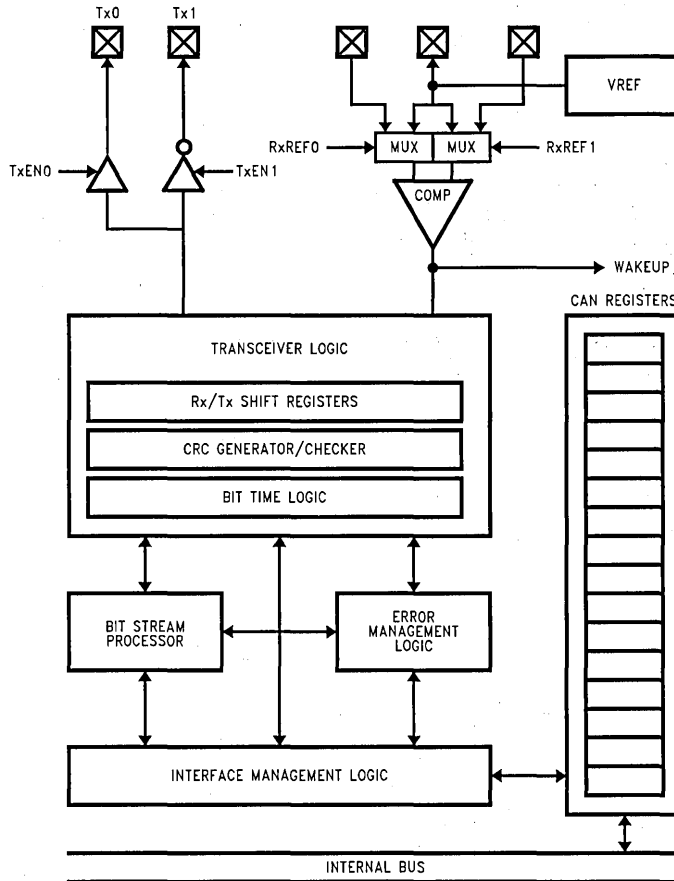 Tx0 Tx1
VREF
RxREF0 MUX MUX RxREF1
TxEN0 TxEN1
COMP
WAKEUP
CAN REGISTERS
TRANSCEIVER LOGIC
Rx/Tx SHIFT REGISTERS
CRC GENERATOR/CHECKER
BIT TIME LOGIC
BIT STREAM
PROCESSOR
ERROR
MANAGEMENT
LOGIC
INTERFACE MANAGEMENT LOGIC
INTERNAL BUS